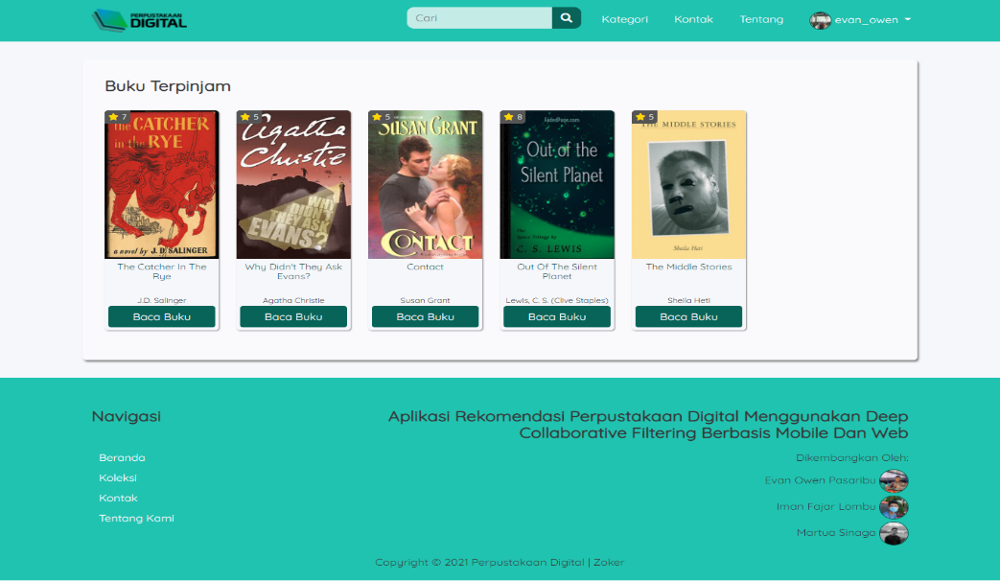 PERPUSTAKAAN
DIGITAL
Cari
Kategori
Kontak
Tentang
evan_owen
Buku Terpinjam
7
the CATCHER
in the RYE
a novel by J. D. SALINGER
The Catcher In The
Rye
J.D. Salinger
Baca Buku
5
Agatha
Christie
WHY
DIDN'T
THEY ASK
EVANS?
Why Didn't They Ask
Evans?
Agatha Christie
Baca Buku
5
SUSAN GRANT
CONTACT
Contact
Susan Grant
Baca Buku
8
FadedPage.com
Out of the
Silent Planet
The
Space Trilogy by
C. S. LEWIS
Out Of The Silent
Planet
Lewis, C. S. (Clive Staples)
Baca Buku
5
THE MIDDLE STORIES
Sheila Heti
The Middle Stories
Sheila Heti
Baca Buku
Navigasi
Beranda
Koleksi
Kontak
Tentang Kami
Aplikasi Rekomendasi Perpustakaan Digital Menggunakan Deep
Collaborative Filtering Berbasis Mobile Dan Web
Dikembangkan Oleh:
Evan Owen Pasaribu
Iman Fajar Lombu
Martua Sinaga
Copyright © 2021 Perpustakaan Digital | Zoker